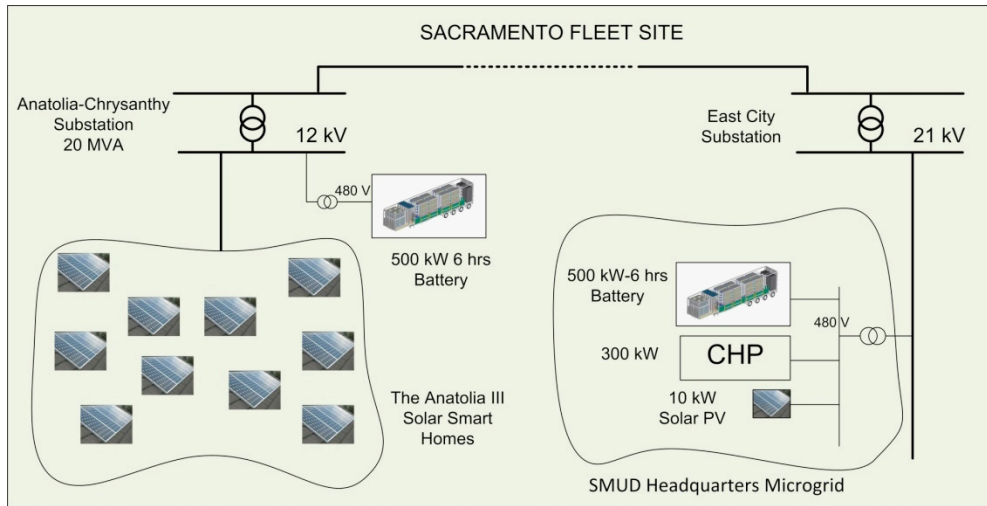 SACRAMENTO FLEET SITE
Anatolia-Chrysanthy
Substation
20 MVA
12 kV
East City
Substation
21 kV
480 V
500 kW 6 hrs
Battery
The Anatolia III
Solar Smart
Homes
500 kW-6 hrs
Battery
480 V
300 kW
CHP
10 kW
Solar PV
SMUD Headquarters Microgrid